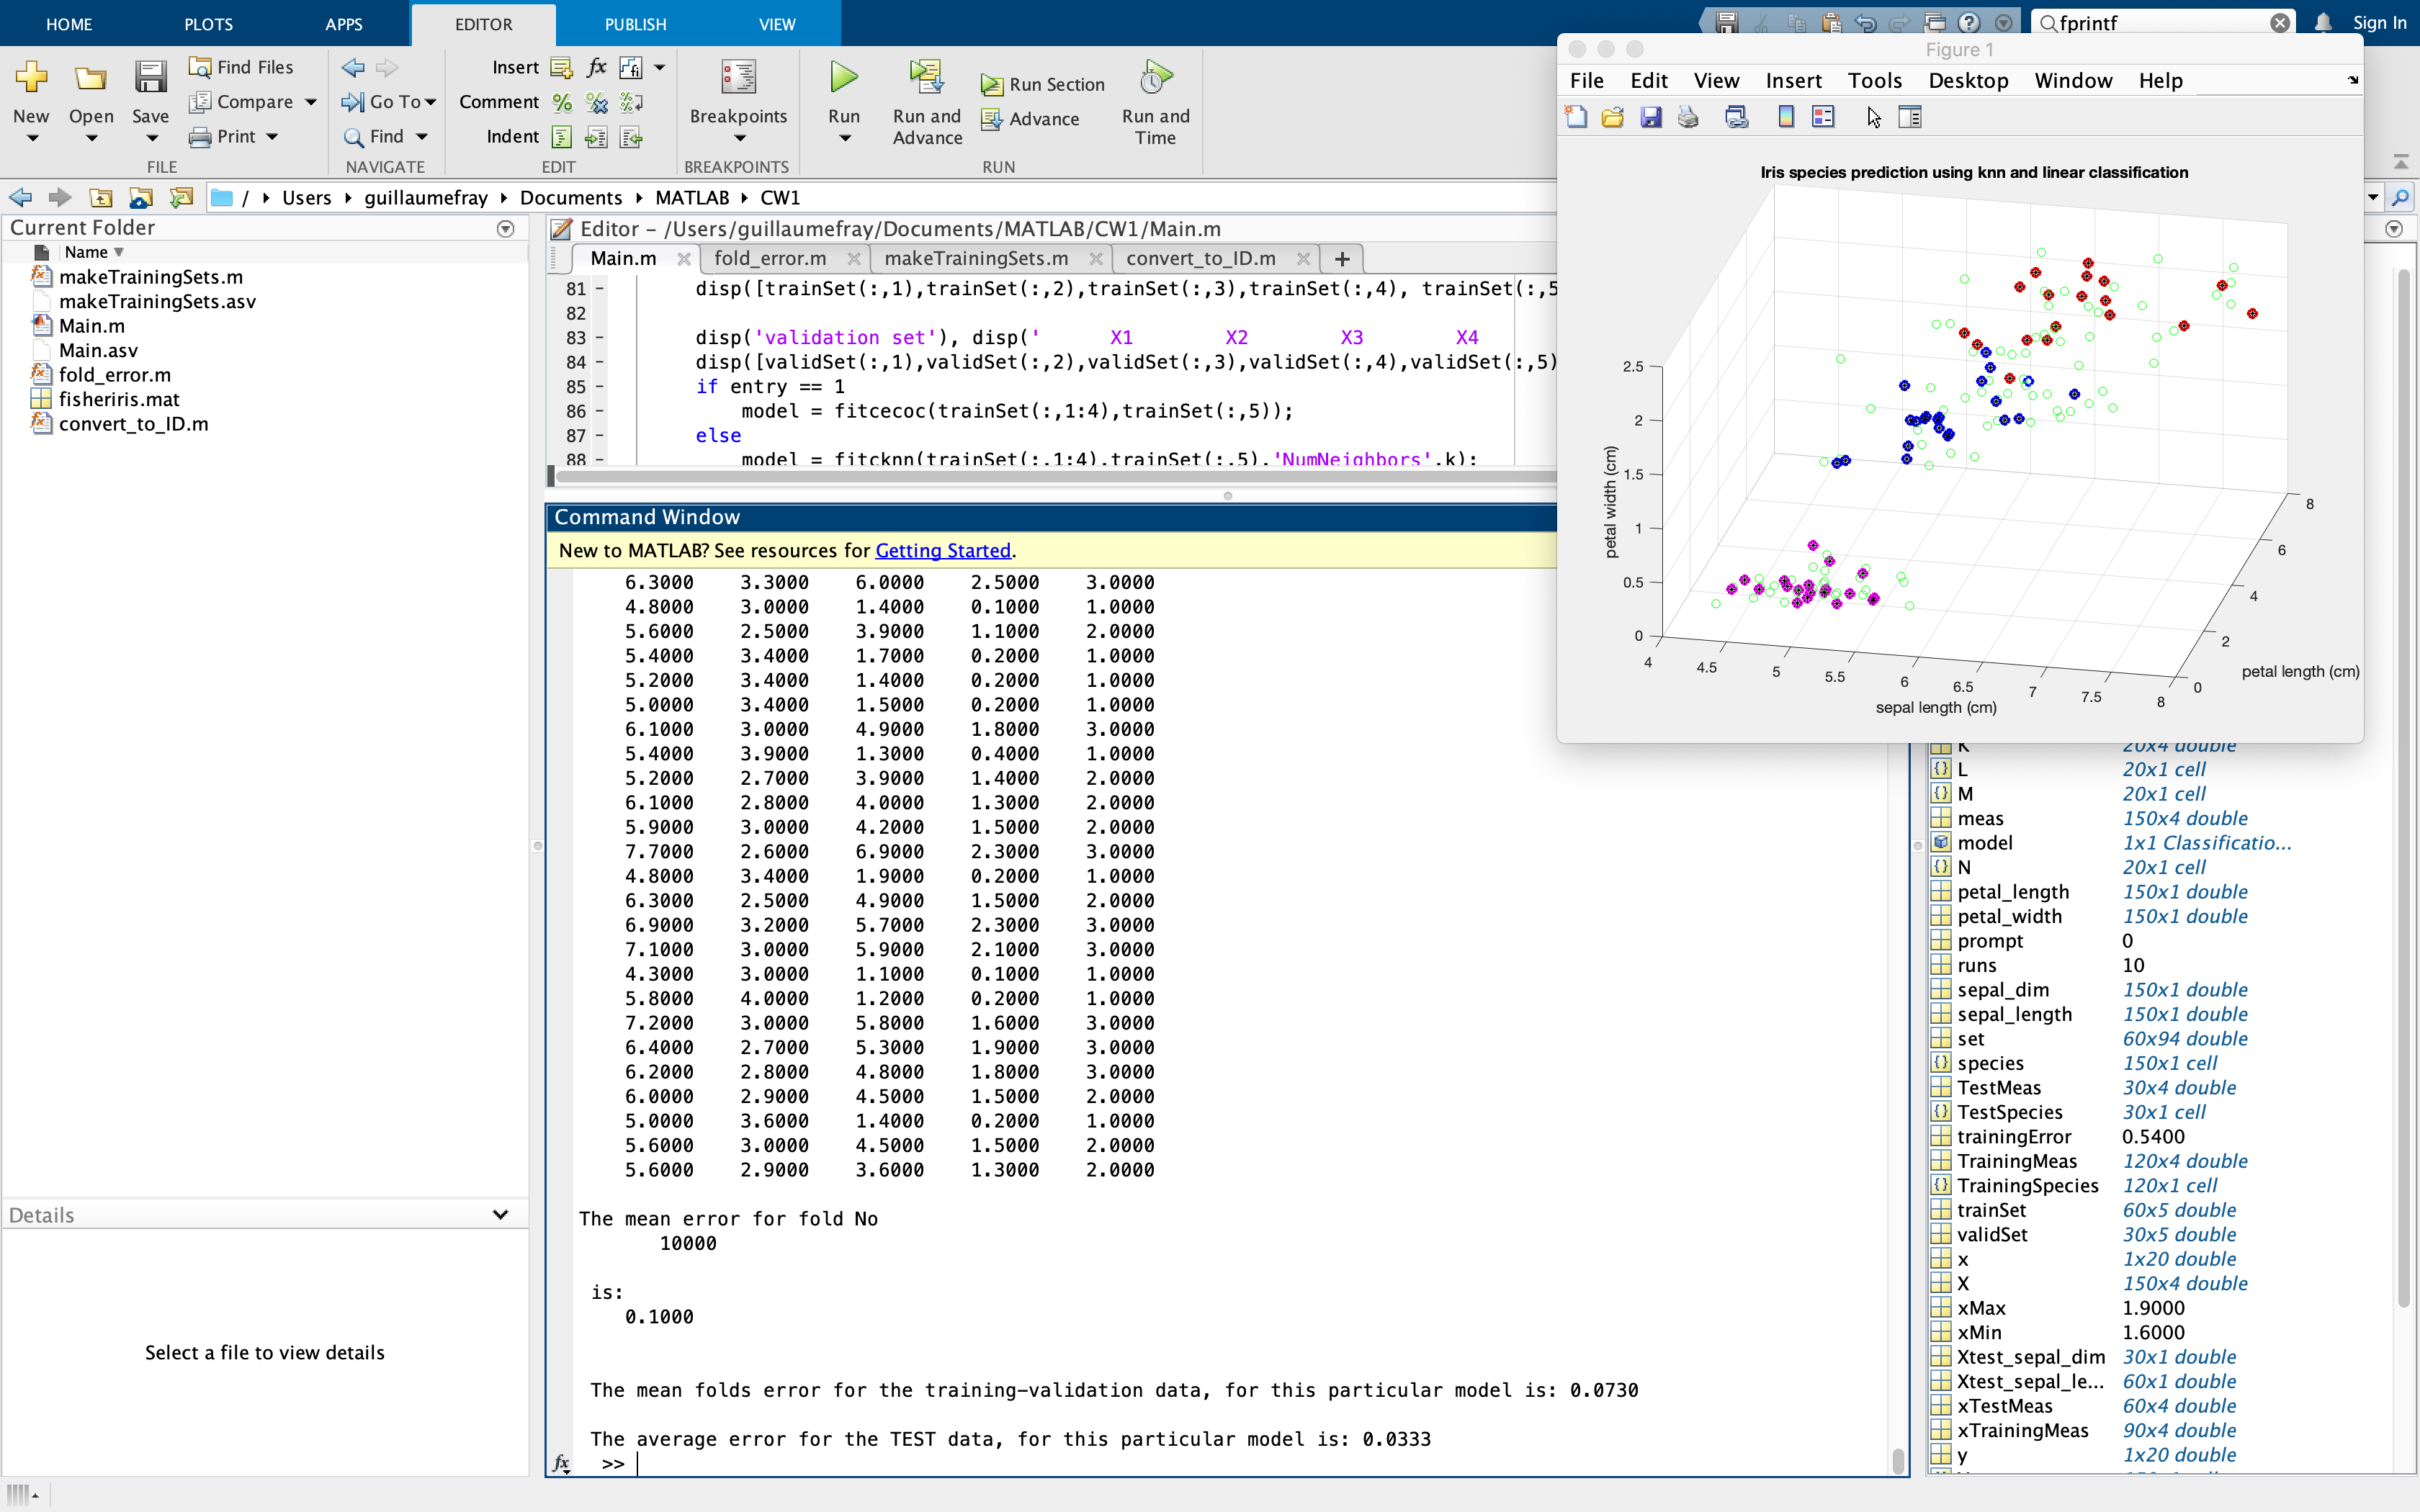 HOME PLOTS APPS EDITOR PUBLISH VIEW fprintf Sign In
New Open Save Find Files Compare Print FILE
Go To Find NAVIGATE
Insert fx Comment Indent EDIT
Breakpoints BREAKPOINTS
Run Run and Advance Run Section Advance Run and Time RUN
/ Users guillaumefray Documents MATLAB CW1
Current Folder
Name
makeTrainingSets.m
makeTrainingSets.asv
Main.m
Main.asv
fold_error.m
fisheriris.mat
convert_to_ID.m
Details
Select a file to view details
Editor - /Users/guillaumefray/Documents/MATLAB/CW1/Main.m
Main.m fold_error.m makeTrainingSets.m convert_to_ID.m +
81 - disp([trainSet(:,1),trainSet(:,2),trainSet(:,3),trainSet(:,4), trainSet(:,5
82
83 - disp('validation set'), disp(' X1 X2 X3 X4
84 - disp([validSet(:,1),validSet(:,2),validSet(:,3),validSet(:,4),validSet(:,5)
85 - if entry == 1
86 - model = fitcecoc(trainSet(:,1:4),trainSet(:,5));
87 - else
88 - model = fitcknn(trainSet(:,1:4),trainSet(:,5),'NumNeighbors',k);
Command Window
New to MATLAB? See resources for Getting Started.
6.3000 3.3000 6.0000 2.5000 3.0000
4.8000 3.0000 1.4000 0.1000 1.0000
5.6000 2.5000 3.9000 1.1000 2.0000
5.4000 3.4000 1.7000 0.2000 1.0000
5.2000 3.4000 1.4000 0.2000 1.0000
5.0000 3.4000 1.5000 0.2000 1.0000
6.1000 3.0000 4.9000 1.8000 3.0000
5.4000 3.9000 1.3000 0.4000 1.0000
5.2000 2.7000 3.9000 1.4000 2.0000
6.1000 2.8000 4.0000 1.3000 2.0000
5.9000 3.0000 4.2000 1.5000 2.0000
7.7000 2.6000 6.9000 2.3000 3.0000
4.8000 3.4000 1.9000 0.2000 1.0000
6.3000 2.5000 4.9000 1.5000 2.0000
6.9000 3.2000 5.7000 2.3000 3.0000
7.1000 3.0000 5.9000 2.1000 3.0000
4.3000 3.0000 1.1000 0.1000 1.0000
5.8000 4.0000 1.2000 0.2000 1.0000
7.2000 3.0000 5.8000 1.6000 3.0000
6.4000 2.7000 5.3000 1.9000 3.0000
6.2000 2.8000 4.8000 1.8000 3.0000
6.0000 2.9000 4.5000 1.5000 2.0000
5.0000 3.6000 1.4000 0.2000 1.0000
5.6000 3.0000 4.5000 1.5000 2.0000
5.6000 2.9000 3.6000 1.3000 2.0000
The mean error for fold No
10000
is:
0.1000
The mean folds error for the training-validation data, for this particular model is: 0.0730
The average error for the TEST data, for this particular model is: 0.0333
fx >>
Figure 1
File Edit View Insert Tools Desktop Window Help
Iris species prediction using knn and linear classification
petal width (cm)
2.5
2
1.5
1
0.5
0
4 4.5 5 5.5 6 6.5 7 7.5 8
sepal length (cm)
8
6
4
2
0
petal length (cm)
K 20x4 double
L 20x1 cell
M 20x1 cell
meas 150x4 double
model 1x1 Classificatio...
N 20x1 cell
petal_length 150x1 double
petal_width 150x1 double
prompt 0
runs 10
sepal_dim 150x1 double
sepal_length 150x1 double
set 60x94 double
species 150x1 cell
TestMeas 30x4 double
TestSpecies 30x1 cell
trainingError 0.5400
TrainingMeas 120x4 double
TrainingSpecies 120x1 cell
trainSet 60x5 double
validSet 30x5 double
x 1x20 double
X 150x4 double
xMax 1.9000
xMin 1.6000
Xtest_sepal_dim 30x1 double
Xtest_sepal_le... 60x1 double
xTestMeas 60x4 double
xTrainingMeas 90x4 double
y 1x20 double